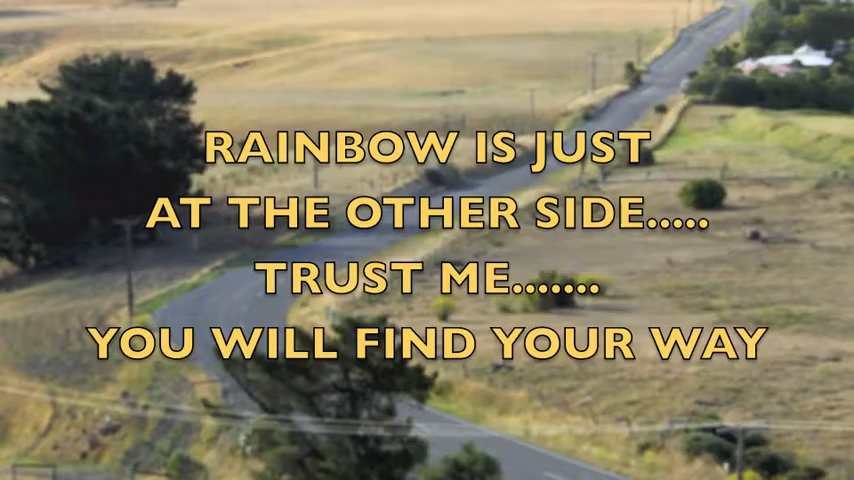 RAINBOW IS JUST
AT THE OTHER SIDE.....
TRUST ME.......
YOU WILL FIND YOUR WAY